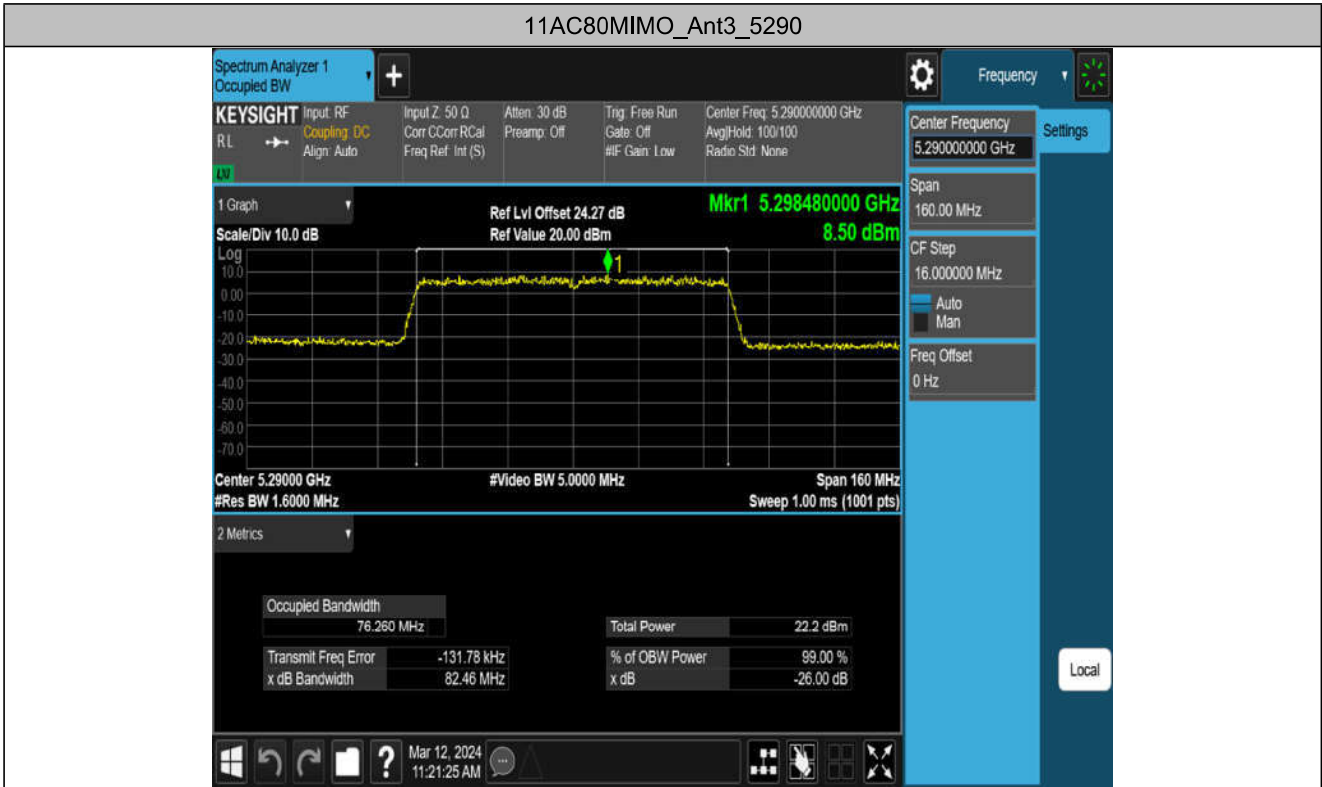 11AC80MIMO_Ant3_5290
Spectrum Analyzer 1
Occupied BW
+
Frequency
KEYSIGHT
R L
LXI
Input: RF
Coupling: DC
Align: Auto
Input Z: 50 Ω
Corr CCorr RCal
Freq Ref: Int (S)
Atten: 30 dB
Preamp: Off
Trig: Free Run
Gate: Off
#IF Gain: Low
Center Freq: 5.290000000 GHz
Avg|Hold: 100/100
Radio Std: None
Center Frequency
5.290000000 GHz
Settings
Span
160.00 MHz
CF Step
16.000000 MHz
Auto
Man
Freq Offset
0 Hz
1 Graph
Scale/Div 10.0 dB
Ref Lvl Offset 24.27 dB
Ref Value 20.00 dBm
Mkr1 5.298480000 GHz
8.50 dBm
Log
10.0
0.00
-10.0
-20.0
-30.0
-40.0
-50.0
-60.0
-70.0
1
Center 5.29000 GHz
#Res BW 1.6000 MHz
#Video BW 5.0000 MHz
Span 160 MHz
Sweep 1.00 ms (1001 pts)
2 Metrics
Occupied Bandwidth
76.260 MHz
Total Power 22.2 dBm
Transmit Freq Error -131.78 kHz
% of OBW Power 99.00 %
x dB Bandwidth 82.46 MHz
x dB -26.00 dB
Local
?
Mar 12, 2024
11:21:25 AM